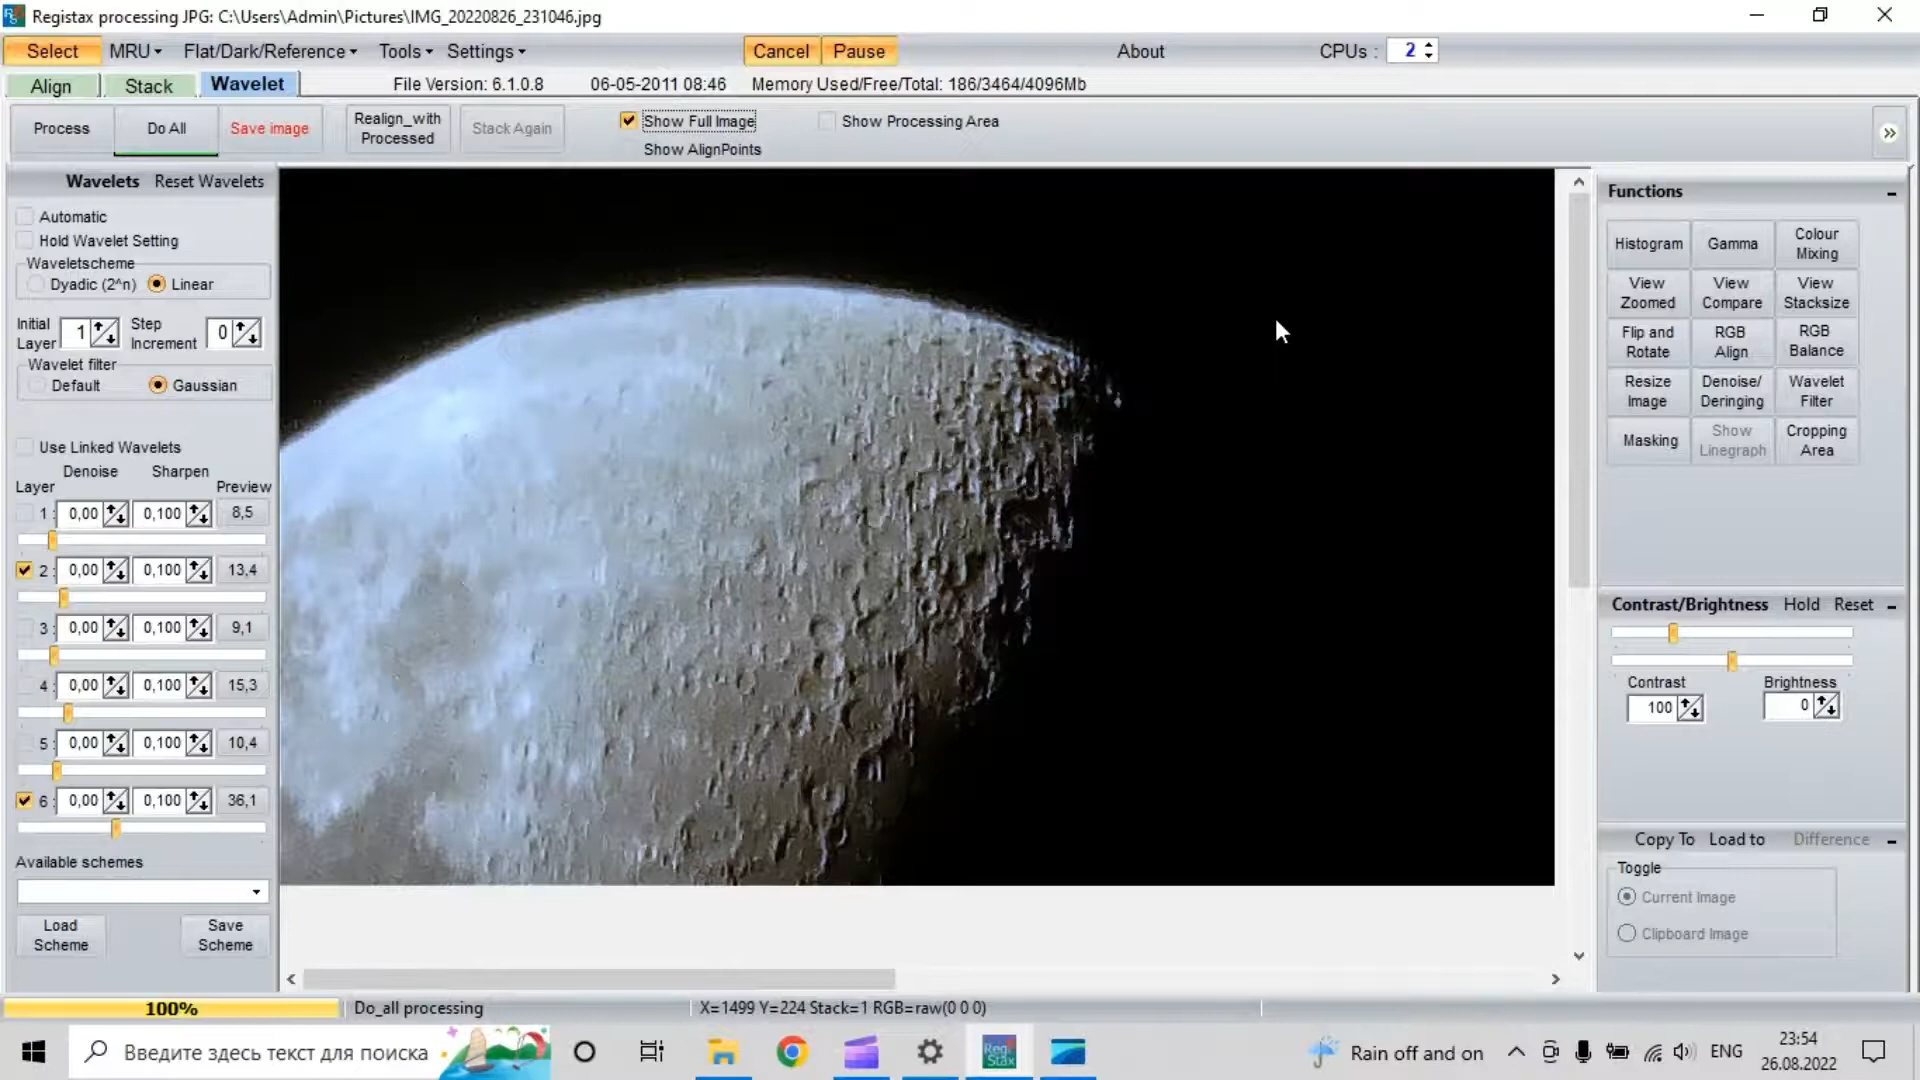 Registax processing JPG: C:\Users\Admin\Pictures\IMG_20220826_231046.jpg
Select MRU Flat/Dark/Reference Tools Settings Cancel Pause About CPUs : 2
Align Stack Wavelet File Version: 6.1.0.8 06-05-2011 08:46 Memory Used/Free/Total: 186/3464/4096Mb
Process Do All Save image Realign_with Processed Stack Again Show Full Image Show Processing Area
Show AlignPoints
Wavelets Reset Wavelets
Automatic
Hold Wavelet Setting
Waveletscheme
Dyadic (2^n) Linear
Initial Layer 1 Step Increment 0
Wavelet filter
Default Gaussian
Use Linked Wavelets
Denoise Sharpen
Layer Preview
1 : 0,00 0,100 8,5
2 : 0,00 0,100 13,4
3 : 0,00 0,100 9,1
4 : 0,00 0,100 15,3
5 : 0,00 0,100 10,4
6 : 0,00 0,100 36,1
Available schemes
Load Scheme Save Scheme
Functions
Histogram Gamma Colour Mixing
View Zoomed View Compare View Stacksize
Flip and Rotate RGB Align RGB Balance
Resize Image Denoise/ Deringing Wavelet Filter
Masking Show Linegraph Cropping Area
Contrast/Brightness Hold Reset
Contrast Brightness
100 0
Copy To Load to Difference
Toggle
Current Image
Clipboard Image
100% Do_all processing X=1499 Y=224 Stack=1 RGB=raw(0 0 0)
Введите здесь текст для поиска Reg Stax Rain off and on ENG 23:54
26.08.2022